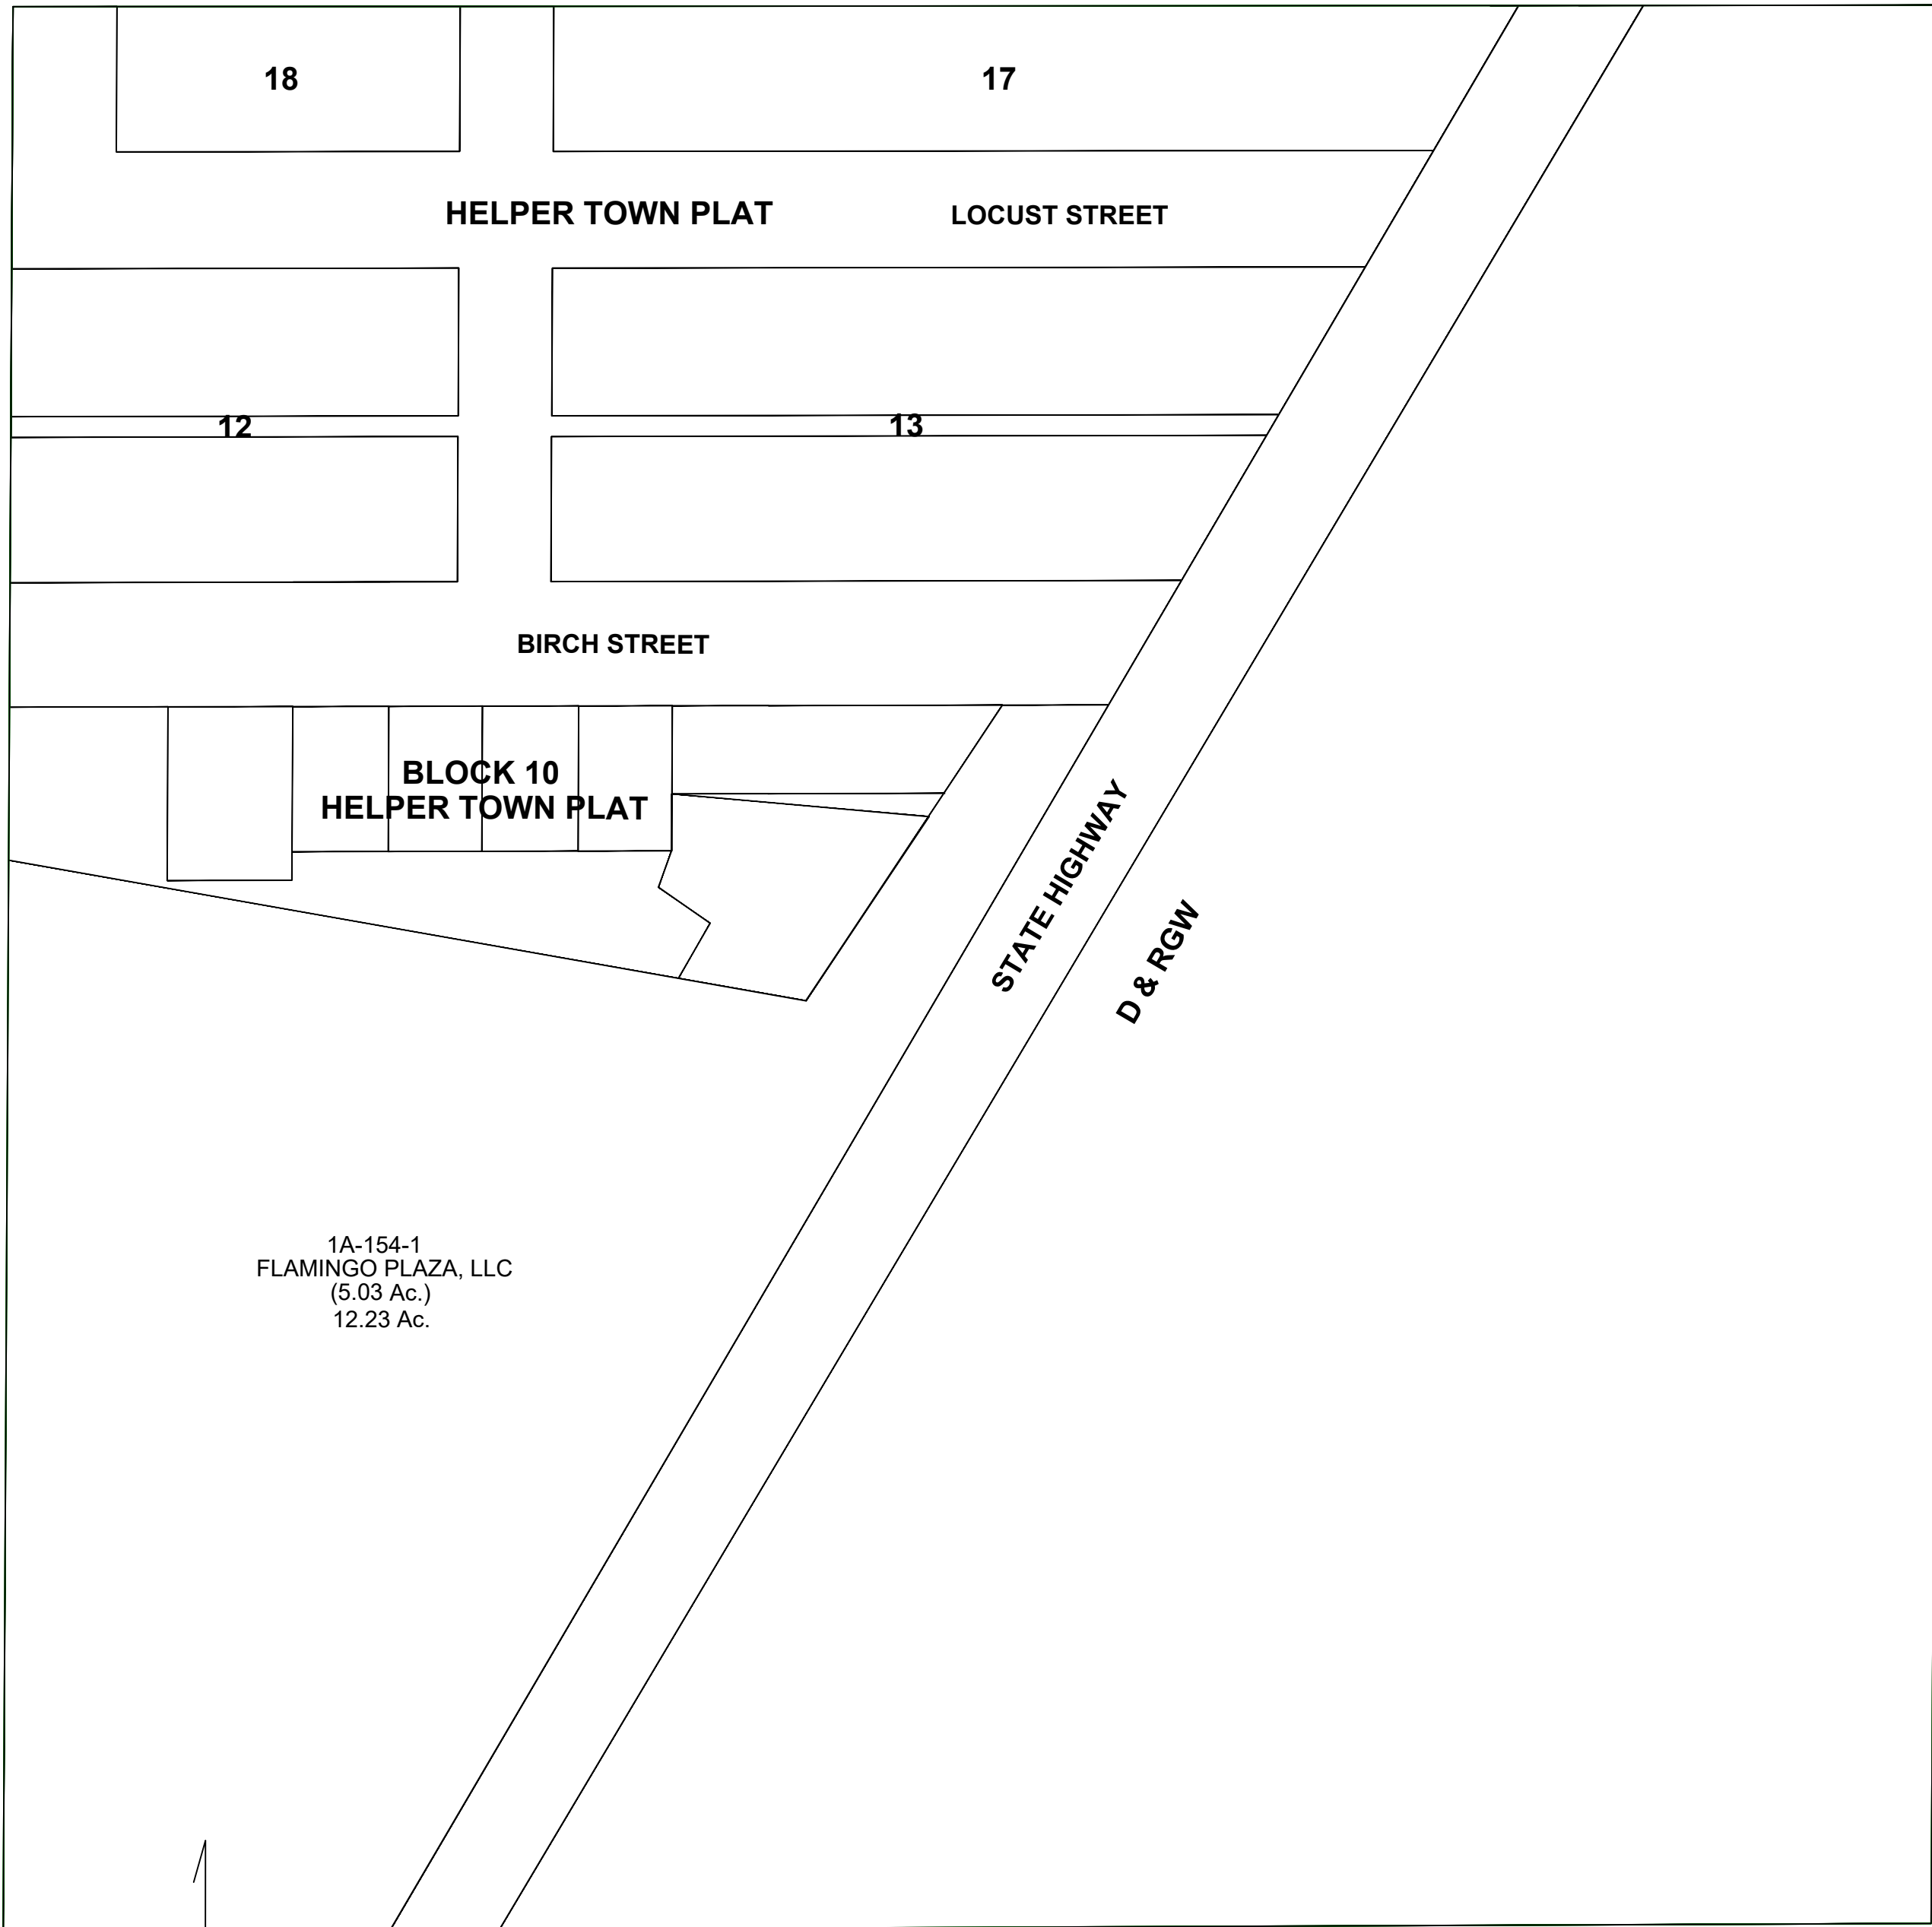 18
17
HELPER TOWN PLAT
LOCUST STREET
12
13
BIRCH STREET
BLOCK 10
HELPER TOWN PLAT
STATE HIGHWAY
D & RGW
1A-154-1
FLAMINGO PLAZA, LLC
(5.03 Ac.)
12.23 Ac.